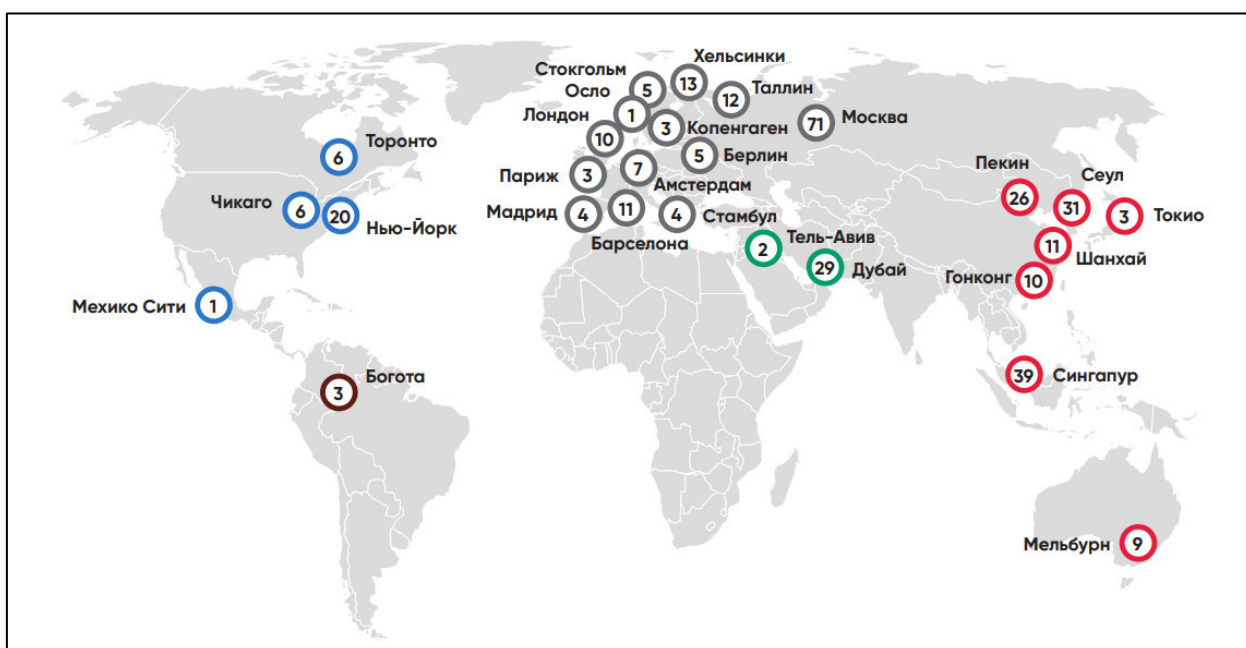 Хельсинки
Стокгольм
13
Осло
5
Таллин
12
Лондон
1
Копенгаген
3
Москва
71
10
Торонто
6
Берлин
5
Пекин
26
Сеул
31
Париж
3
7
Амстердам
Чикаго
6
20
Нью-Йорк
Мадрид
4
11
Барселона
4
Стамбул
3
Токио
2
Тель-Авив
11
Шанхай
29
Дубай
Гонконг
10
Мехико Сити
1
Богота
3
39
Сингапур
Мельбурн
9